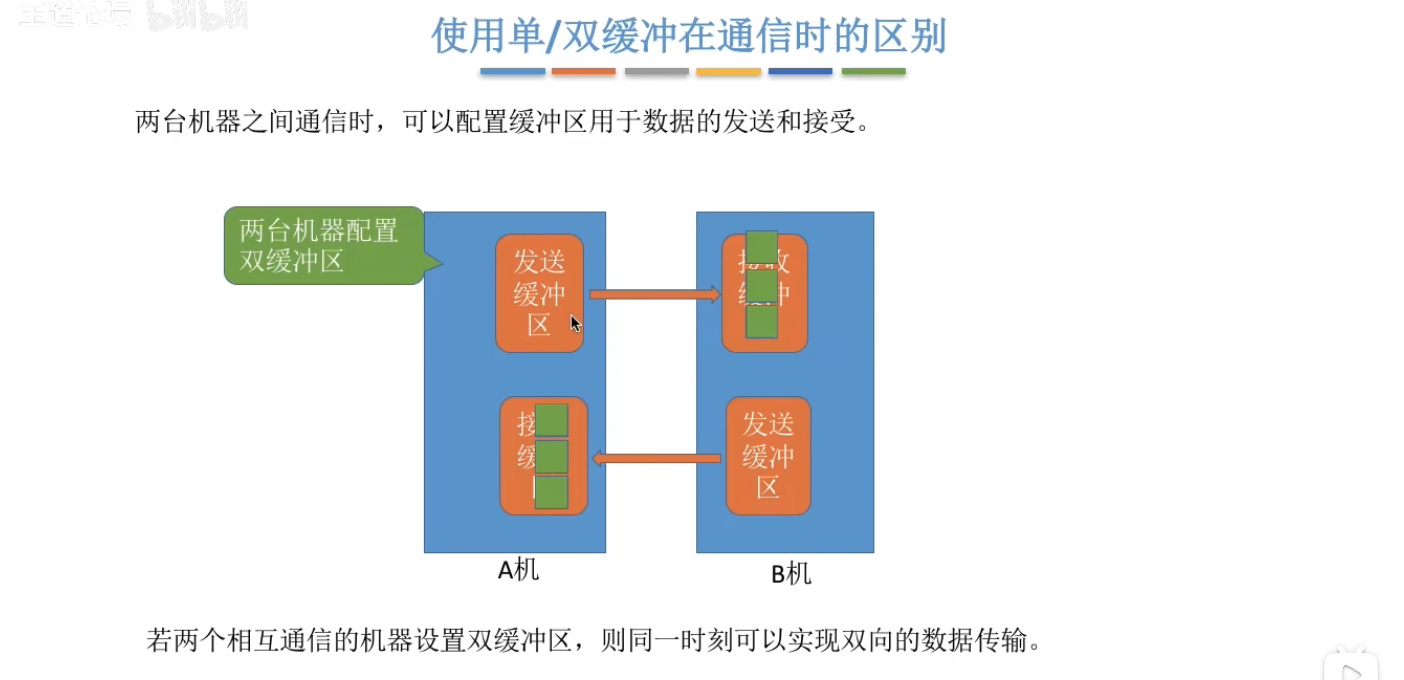 王道论坛 bilibili
使用单/双缓冲在通信时的区别
两台机器之间通信时，可以配置缓冲区用于数据的发送和接受。
两台机器配置
双缓冲区
发送
缓冲
区
接收
缓冲
接
缓
发送
缓冲
区
A机
B机
若两个相互通信的机器设置双缓冲区，则同一时刻可以实现双向的数据传输。